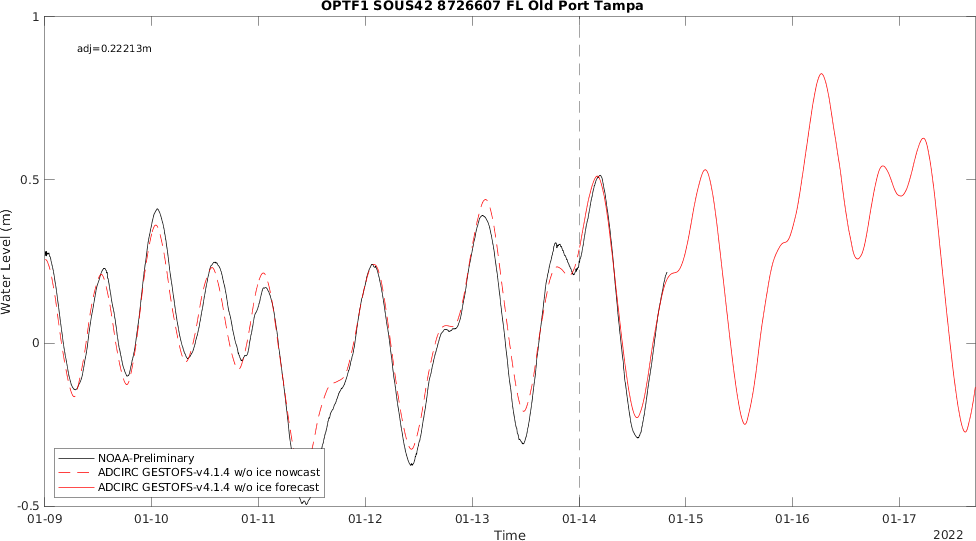 OPTF1 SOUS42 8726607 FL Old Port Tampa
adj=0.22213m
Water Level (m)
1
0.5
0
-0.5
NOAA-Preliminary
ADCIRC GESTOFS-v4.1.4 w/o ice nowcast
ADCIRC GESTOFS-v4.1.4 w/o ice forecast
01-09 01-10 01-11 01-12 01-13 01-14 01-15 01-16 01-17
Time
2022